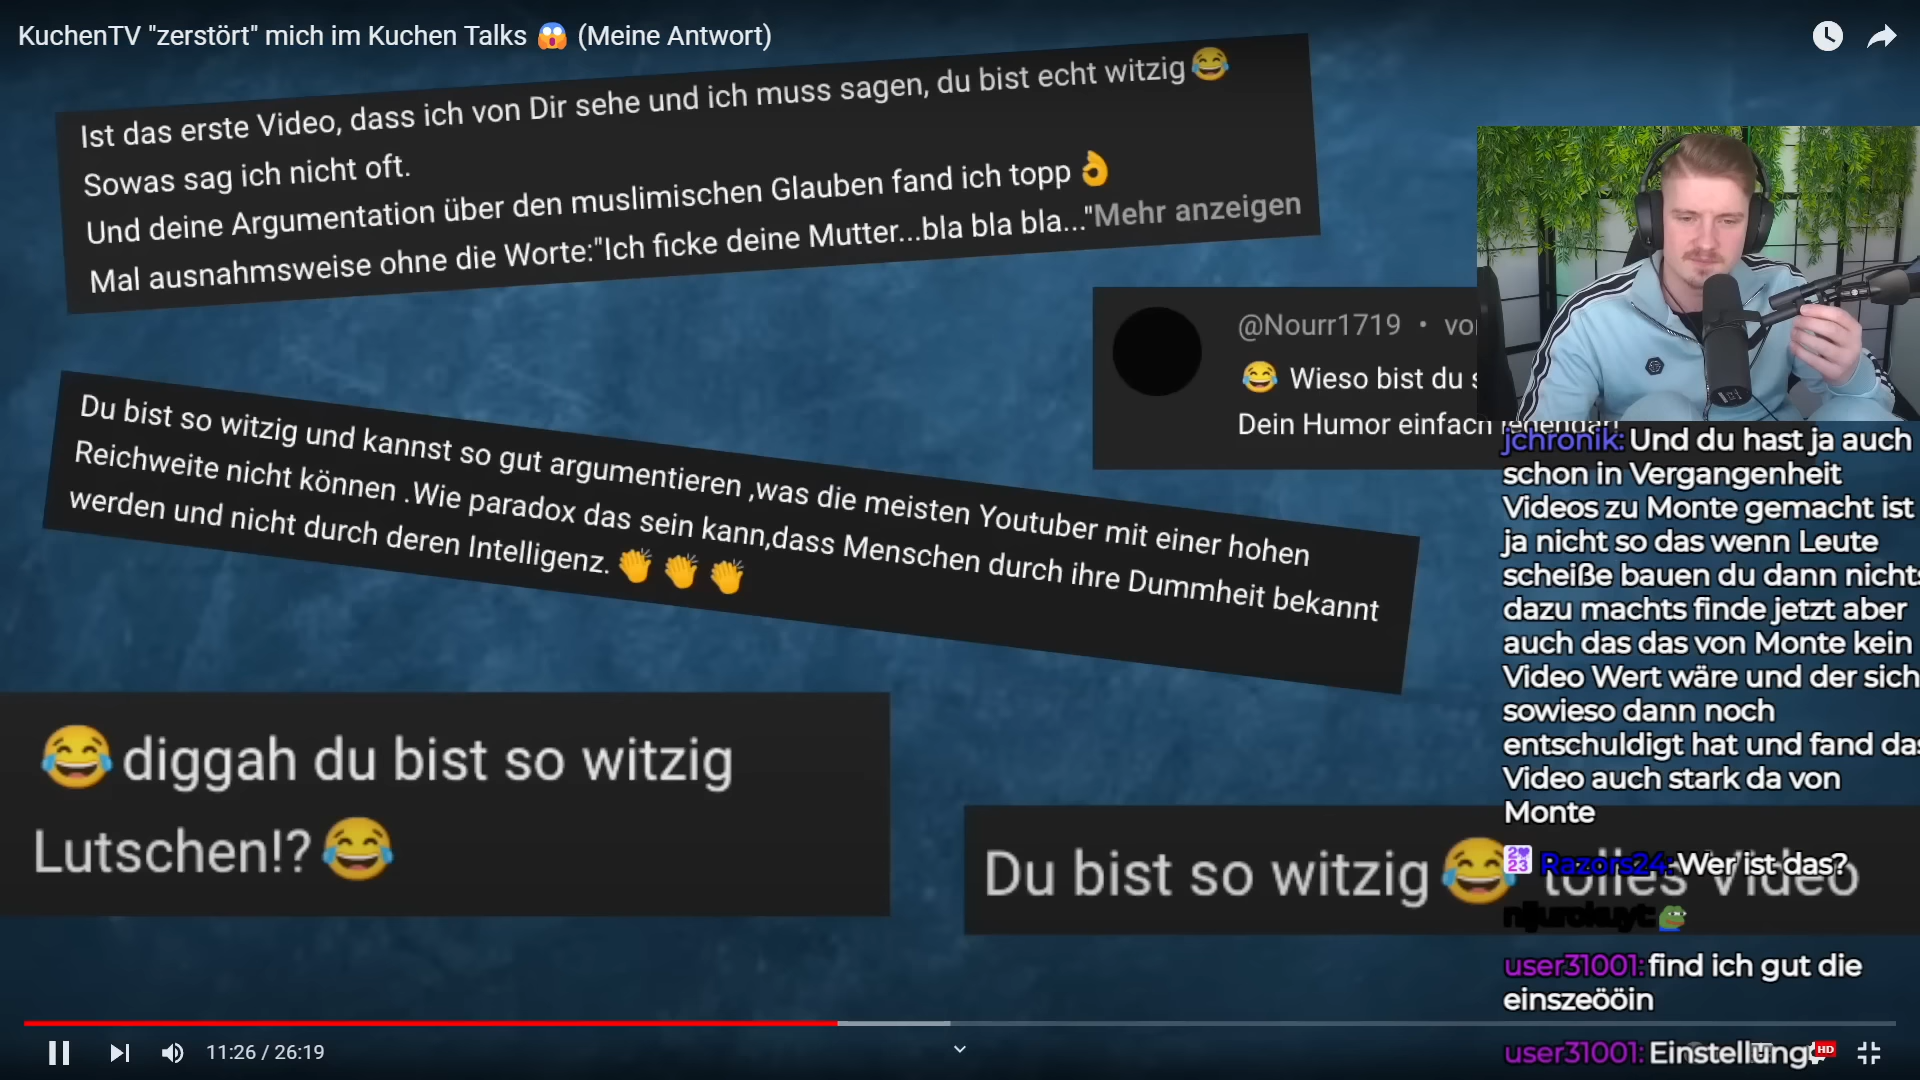 KuchenTV "zerstört" mich im Kuchen Talks 😱 (Meine Antwort)
Ist das erste Video, dass ich von Dir sehe und ich muss sagen, du bist echt witzig😂
Sowas sag ich nicht oft.
Und deine Argumentation über den muslimischen Glauben fand ich topp 👌
Mal ausnahmsweise ohne die Worte:"Ich ficke deine Mutter...bla bla bla..."Mehr anzeigen
@Nourr1719 • vo
😂 Wieso bist du s
Dein Humor einfach legendär!
Du bist so witzig und kannst so gut argumentieren ,was die meisten Youtuber mit einer hohen
Reichweite nicht können .Wie paradox das sein kann,dass Menschen durch ihre Dummheit bekannt
werden und nicht durch deren Intelligenz. 👏 👏 👏
😂diggah du bist so witzig
Lutschen!?😂
Du bist so witzig😂 tolles Video
jchronik: Und du hast ja auch
schon in Vergangenheit
Videos zu Monte gemacht ist
ja nicht so das wenn Leute
scheiße bauen du dann nichts
dazu machts finde jetzt aber
auch das das von Monte kein
Video Wert wäre und der sich
sowieso dann noch
entschuldigt hat und fand das
Video auch stark da von
Monte
2023 Razors24: Wer ist das?
user31001: find ich gut die
einszeööin
user31001: Einstellung
11:26 / 26:19
HD